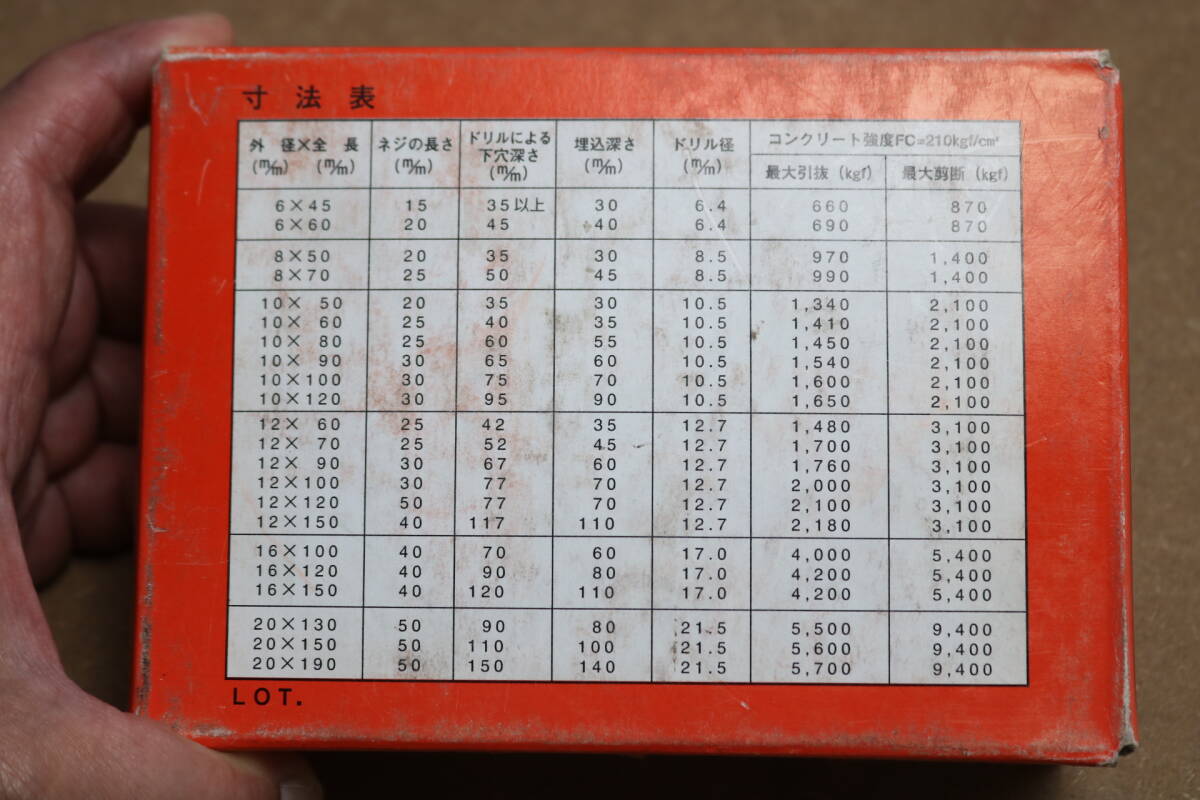 寸法表
外径×全長 ネジの長さ ドリルによる 埋込深さ ドリル径 コンクリート強度FC=210kgf/cm²
下穴深さ
(m/m) (m/m) (m/m) (m/m) (m/m) (m/m) 最大引抜(kgf) 最大剪断(kgf)
6×45 15 35以上 30 6.4 660 870
6×60 20 45 40 6.4 690 870
8×50 20 35 30 8.5 970 1,400
8×70 25 50 45 8.5 990 1,400
10× 50 20 35 30 10.5 1,340 2,100
10× 60 25 40 35 10.5 1,410 2,100
10× 80 25 60 55 10.5 1,450 2,100
10× 90 30 65 60 10.5 1,540 2,100
10×100 30 75 70 10.5 1,600 2,100
10×120 30 95 90 10.5 1,650 2,100
12× 60 25 42 35 12.7 1,480 3,100
12× 70 25 52 45 12.7 1,700 3,100
12× 90 30 67 60 12.7 1,760 3,100
12×100 30 77 70 12.7 2,000 3,100
12×120 50 77 70 12.7 2,100 3,100
12×150 40 117 110 12.7 2,180 3,100
16×100 40 70 60 17.0 4,000 5,400
16×120 40 90 80 17.0 4,200 5,400
16×150 40 120 110 17.0 4,200 5,400
20×130 50 90 80 21.5 5,500 9,400
20×150 50 110 100 21.5 5,600 9,400
20×190 50 150 140 21.5 5,700 9,400
LOT.